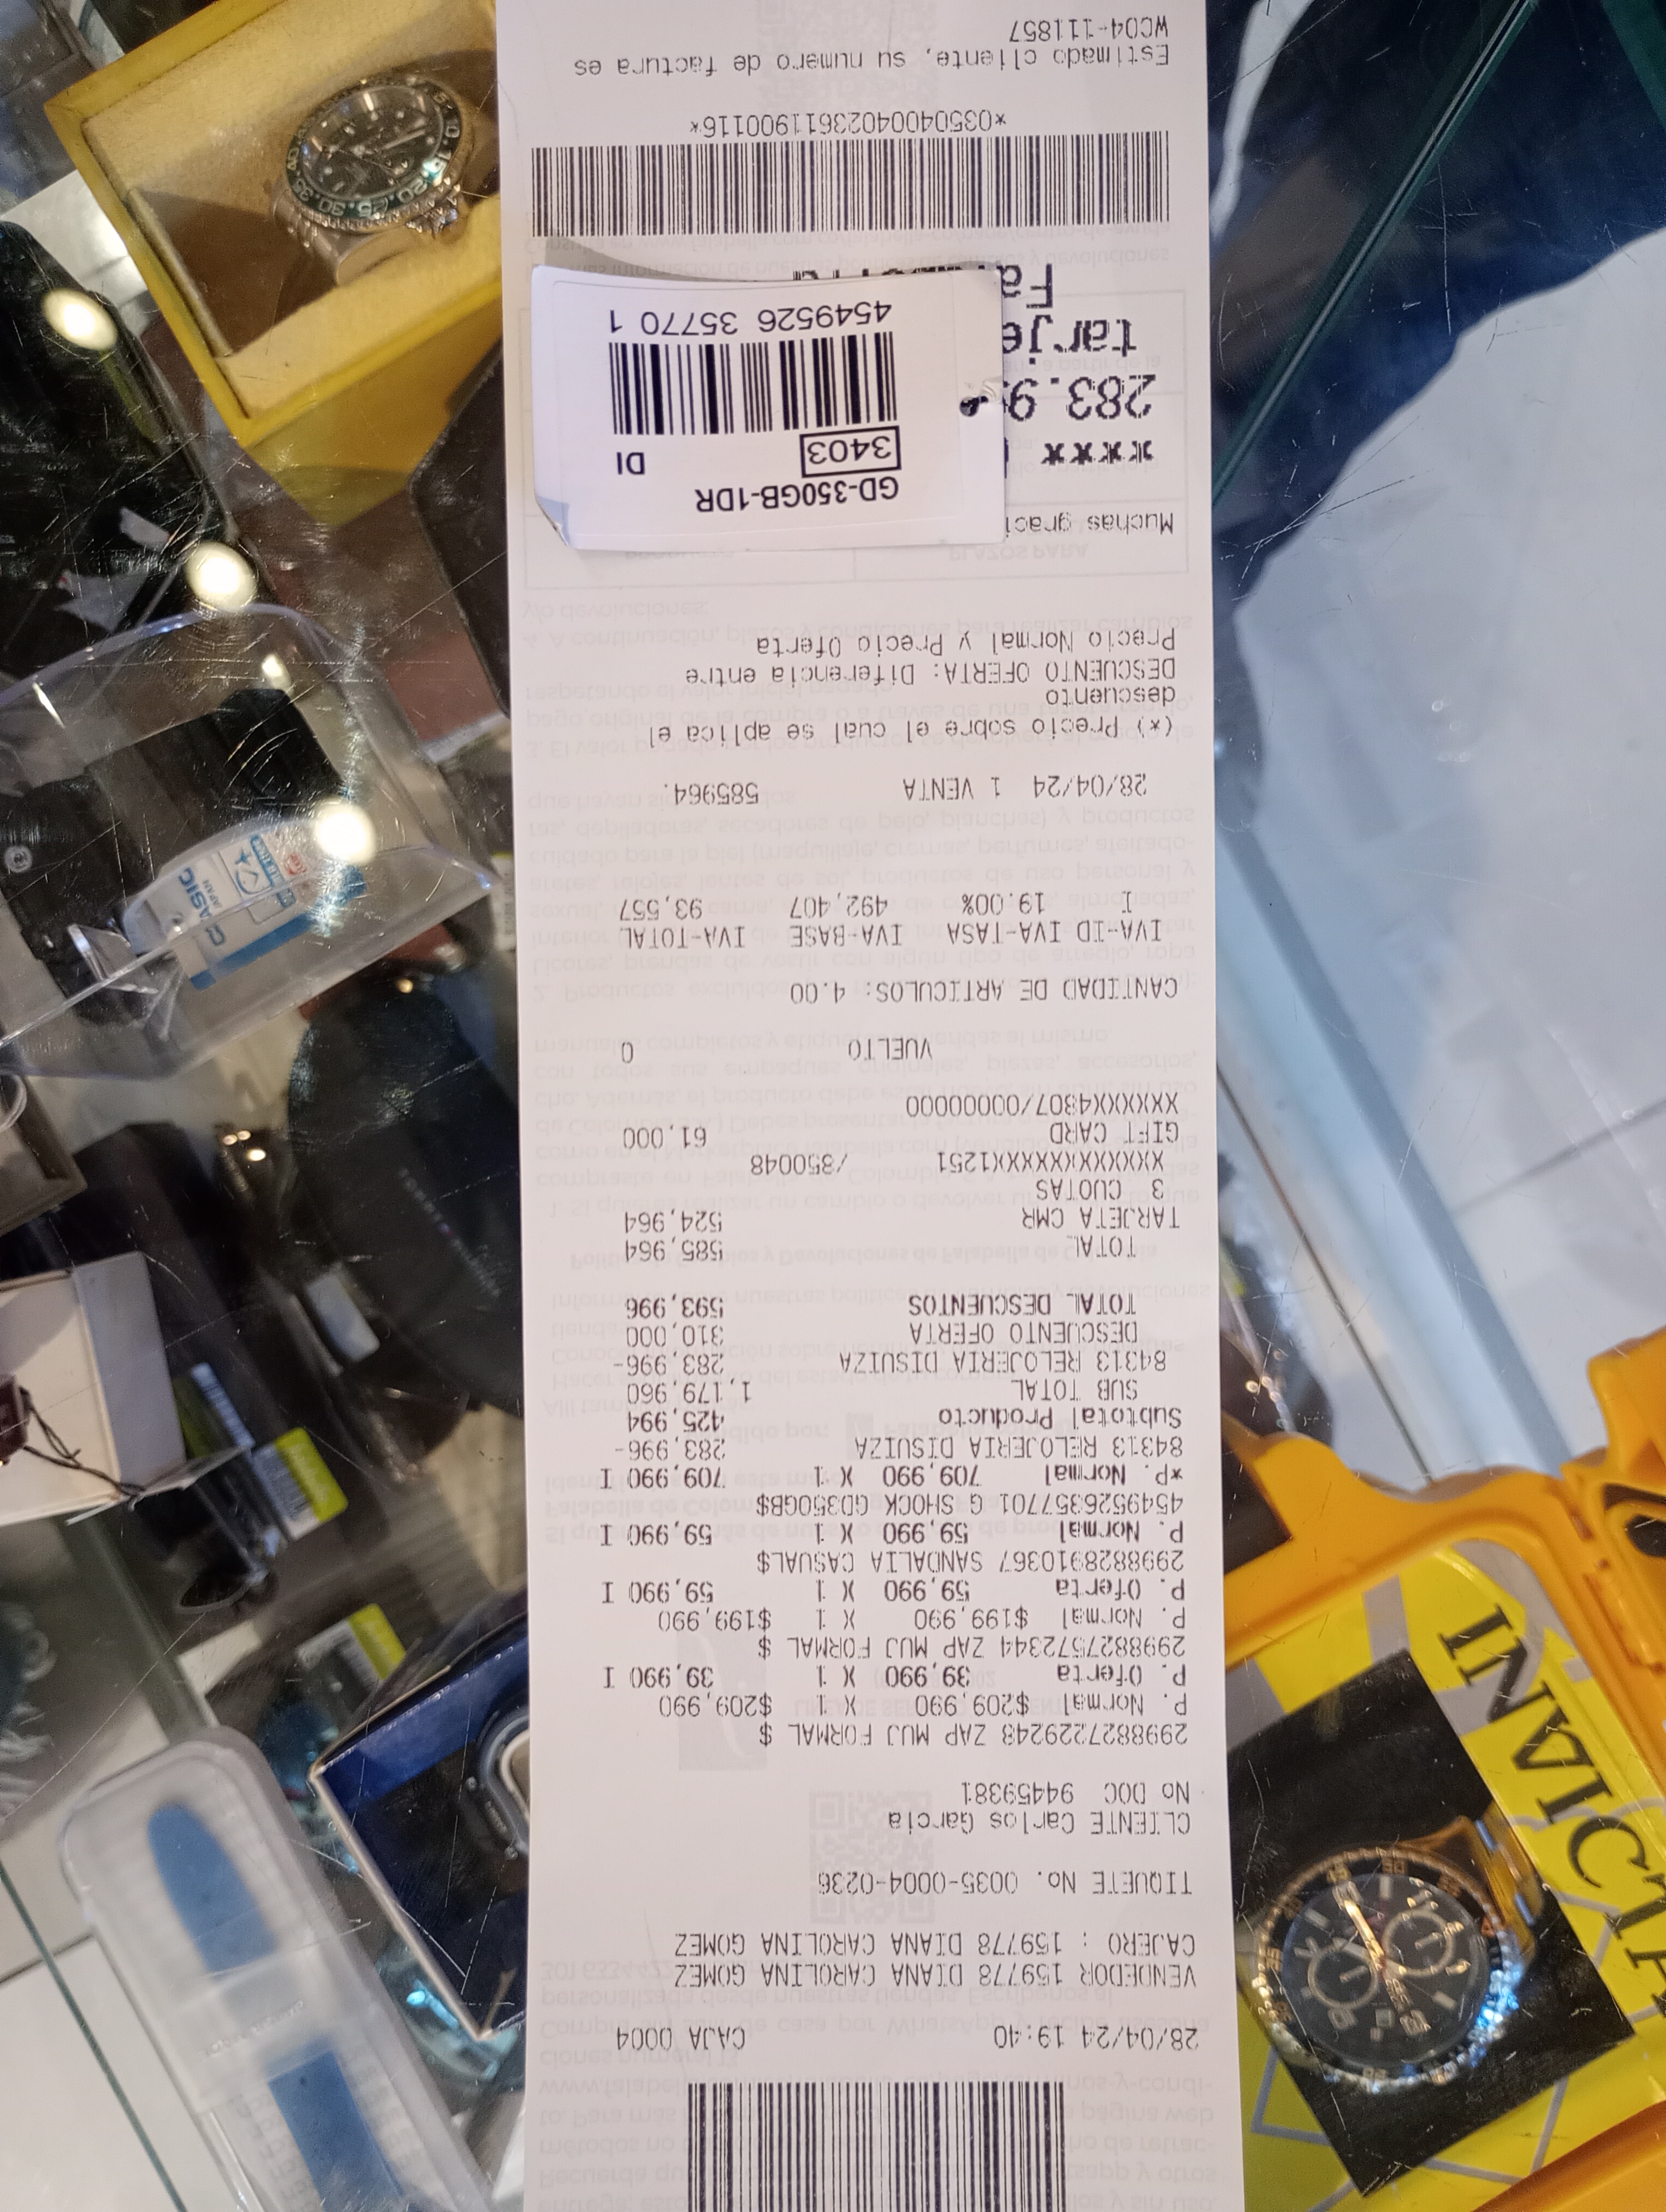 28/04/24 19:40 CAJA 0004
VENDEDOR 159778 DIANA CAROLINA GOMEZ
CAJERO : 159778 DIANA CAROLINA GOMEZ
TIQUETE No. 0035-0004-0236
CLIENTE Carlos Garcia
No DOC 94459381
2998827229248 ZAP MUJ FORMAL $
P. Normal $209,990 X 1 $209,990
P. Oferta 39,990 X 1 39,990 I
2998827572344 ZAP MUJ FORMAL $
P. Normal $199,990 X 1 $199,990
P. Oferta 59,990 X 1 59,990 I
2998828910367 SANDALIA CASUAL$
P. Normal 59,990 X 1 59,990 I
4549526357701 G SHOCK GD350GB$
*P. Normal 709,990 X 1 709,990 I
84313 RELOJERIA DISUIZA 283,996-
Subtotal Producto 425,994
SUB TOTAL 1,179,960
84313 RELOJERIA DISUIZA 283,996-
DESCUENTO OFERTA 310,000
TOTAL DESCUENTOS 593,996
TOTAL 585,964
TARJETA CMR 524,964
3 CUOTAS
XXXXXXXXXXXX1251 /850048
GIFT CARD 61,000
XXXXXX4807/00000000
VUELTO 0
CANTIDAD DE ARTICULOS: 4.00
IVA-ID IVA-TASA IVA-BASE IVA-TOTAL
I 19.00% 492,407 93,557
28/04/24 1 VENTA 585964.
(*) Precio sobre el cual se aplica el
descuento
DESCUENTO OFERTA: Diferencia entre
Precio Normal y Precio Oferta
Muchas graci
xxxx
283.9
tarje
Fa
GD-350GB-1DR
3403 DI
4549526 35770 1
*03504004023611900116*
Estimado cliente, su numero de factura es
WC04-111857
CASIO
JAPAN
INVICTA